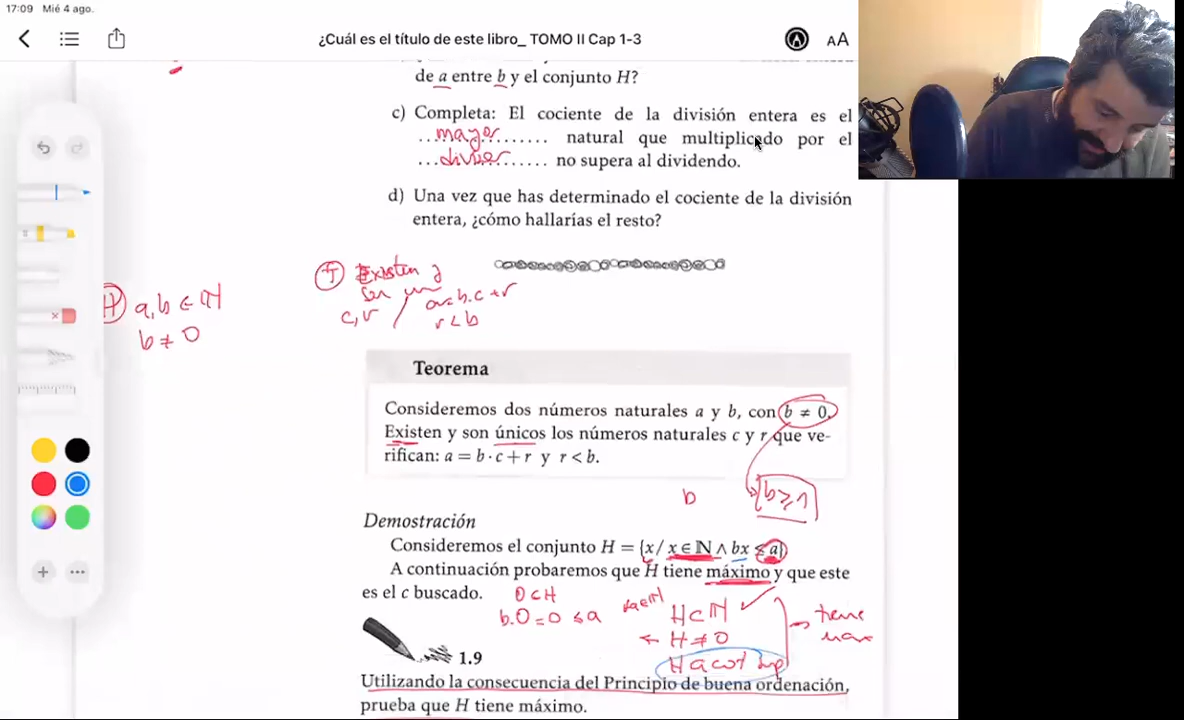 17:09 Mié 4 ago.
¿Cuál es el título de este libro_ TOMO II Cap 1-3
AA
de a entre b y el conjunto H?
c) Completa: El cociente de la división entera es el
..mayor....... natural que multiplicado por el
...divisor....... no supera al dividendo.
d) Una vez que has determinado el cociente de la división
entera, ¿cómo hallarías el resto?
T Existen y
son
c, r / a=b.c+r
r<b
H a,b ∈ N
b ≠ 0
Teorema
Consideremos dos números naturales a y b, con b ≠ 0.
Existen y son únicos los números naturales c y r que ve-
rifican: a = b · c + r y r < b.
b
b ≥ 1
Demostración
Consideremos el conjunto H = {x/ x ∈ N ∧ bx ≤ a}
A continuación probaremos que H tiene máximo y que este
es el c buscado.
0 ∈ H
b.0 = 0 ≤ a
∀a∈N
H ⊂ N
H ≠ 0
H acot sup
→ tiene
max
1.9
Utilizando la consecuencia del Principio de buena ordenación,
prueba que H tiene máximo.